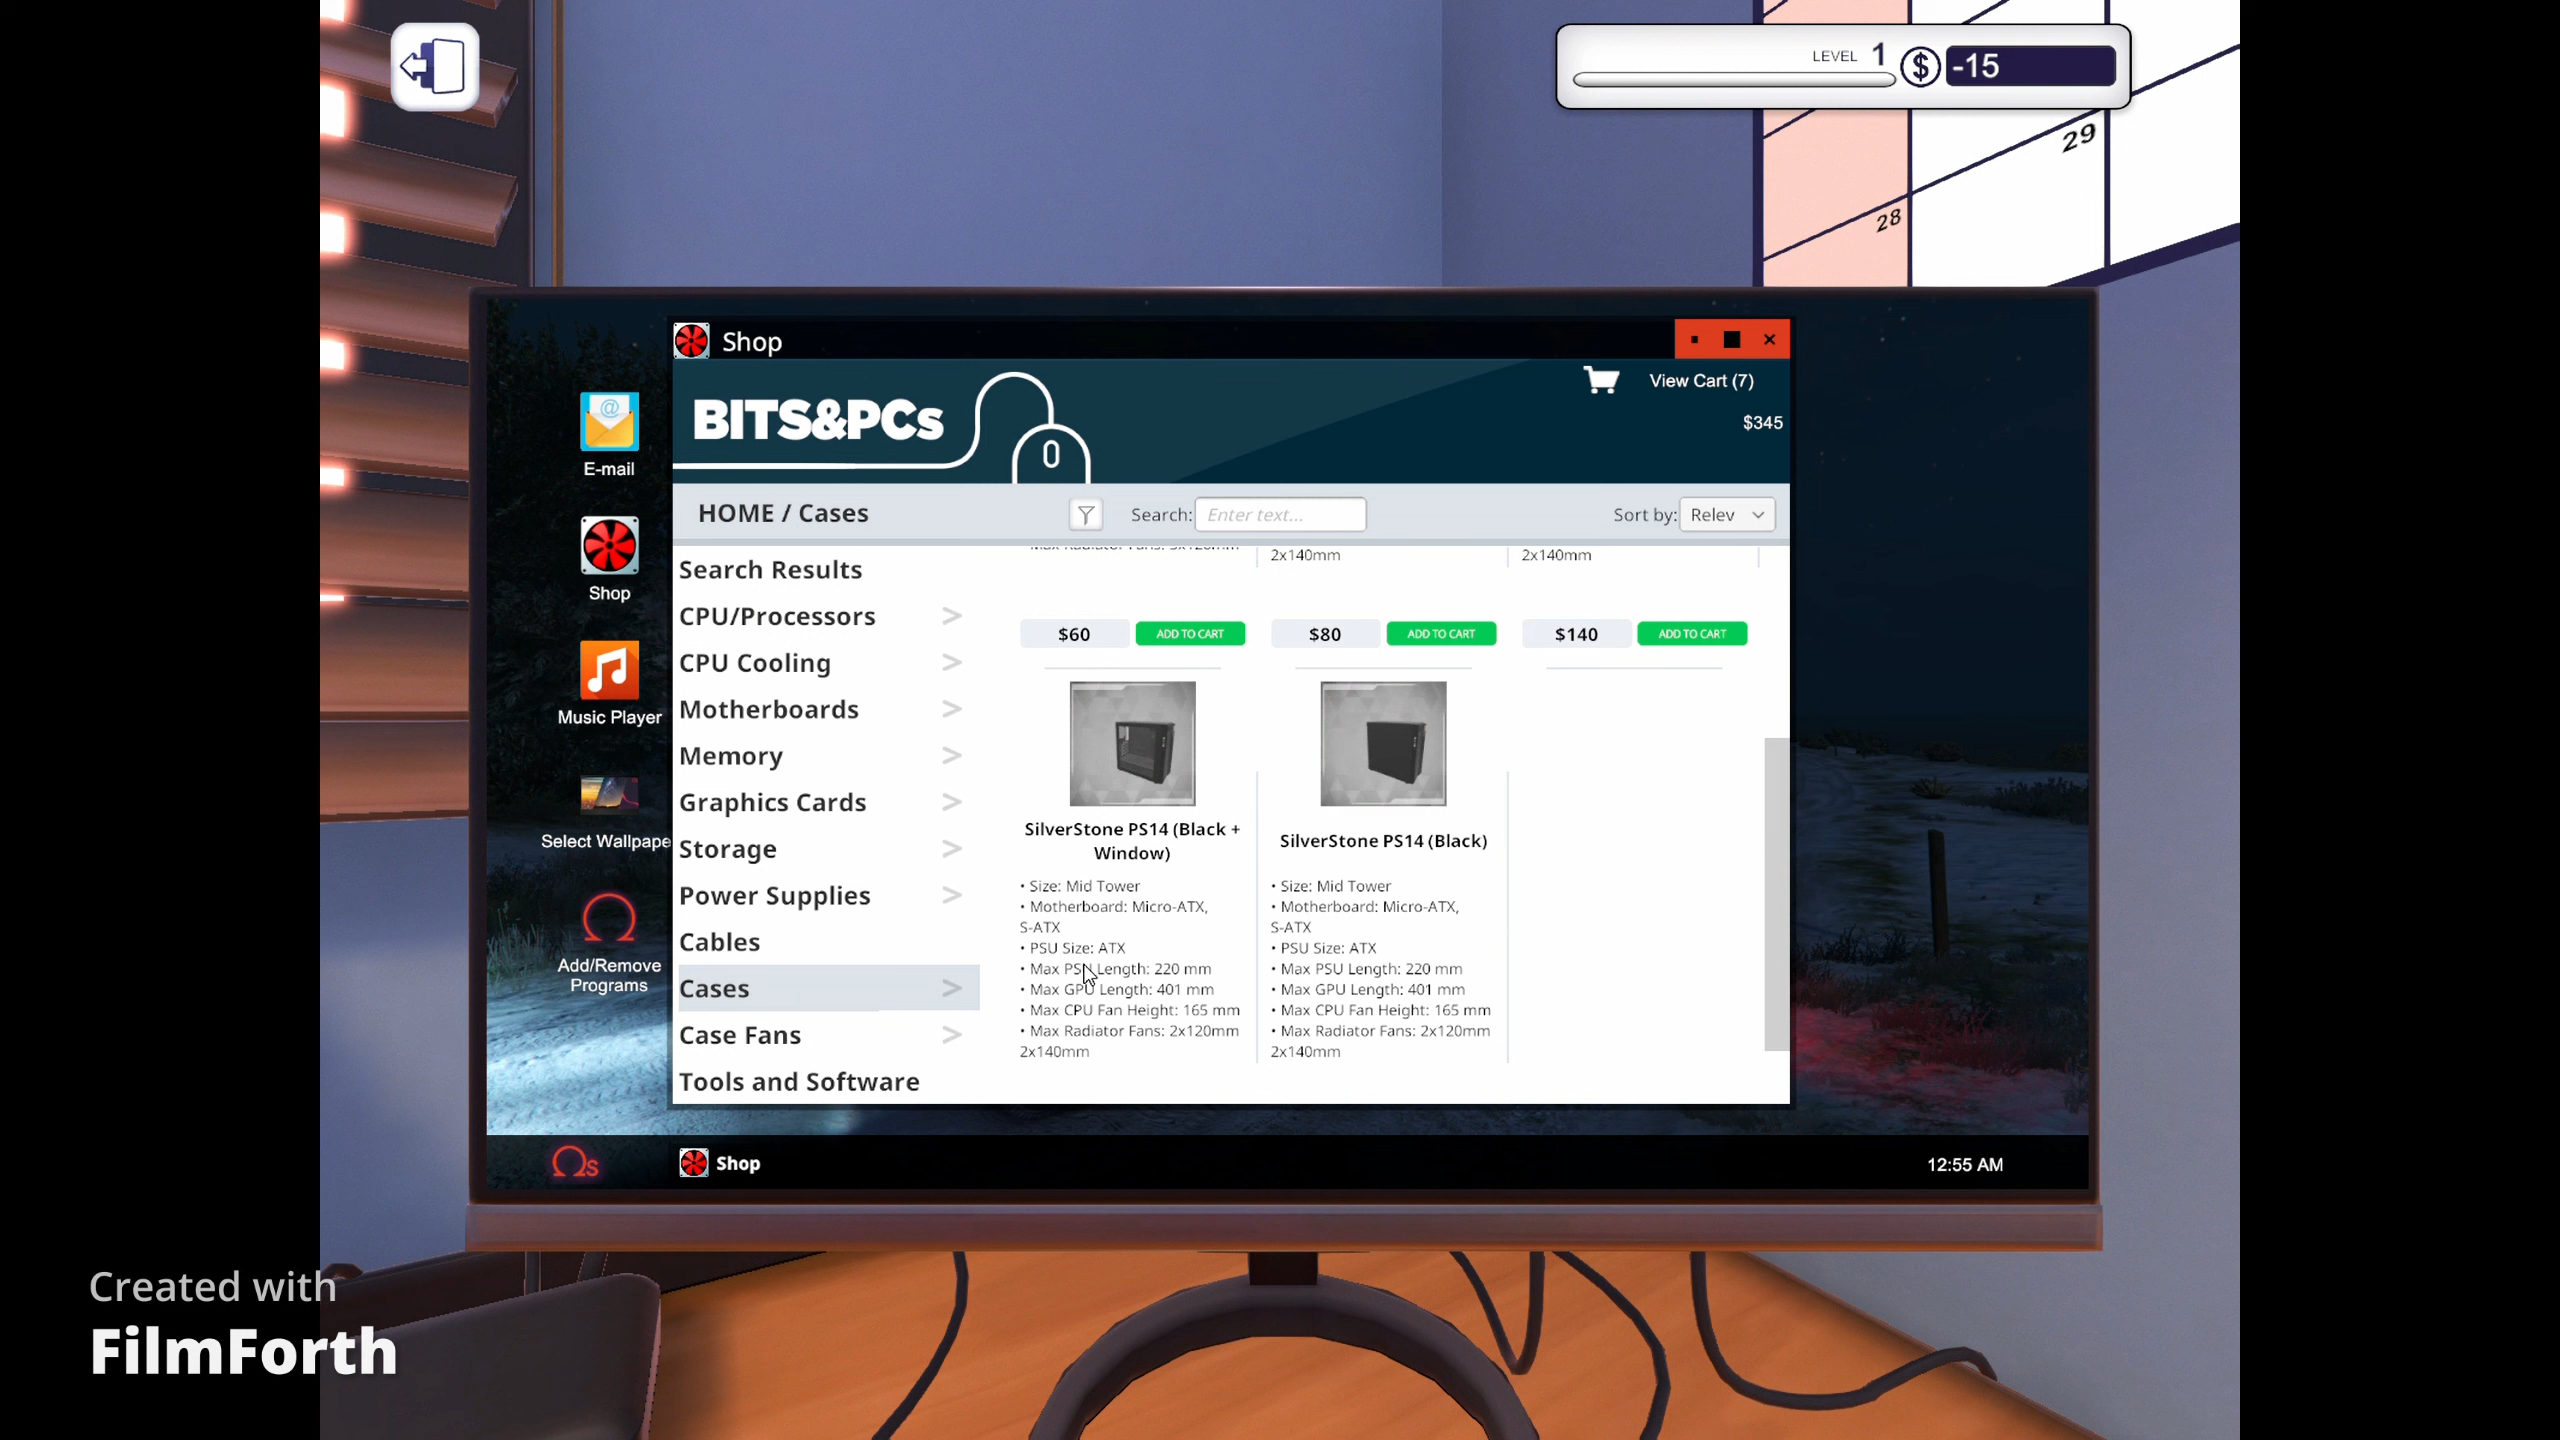 LEVEL 1
$ -15
29
28
Shop
View Cart (7)
BITS&PCs
$345
E-mail
Shop
Music Player
Select Wallpape
Add/Remove
Programs
HOME / Cases
Search:
Enter text...
Sort by:
Relev
Search Results
CPU/Processors >
CPU Cooling >
Motherboards >
Memory >
Graphics Cards >
Storage >
Power Supplies >
Cables
Cases >
Case Fans >
Tools and Software
2x140mm
2x140mm
$60
ADD TO CART
$80
ADD TO CART
$140
ADD TO CART
SilverStone PS14 (Black +
Window)
• Size: Mid Tower
• Motherboard: Micro-ATX,
S-ATX
• PSU Size: ATX
• Max PSU Length: 220 mm
• Max GPU Length: 401 mm
• Max CPU Fan Height: 165 mm
• Max Radiator Fans: 2x120mm
2x140mm
SilverStone PS14 (Black)
• Size: Mid Tower
• Motherboard: Micro-ATX,
S-ATX
• PSU Size: ATX
• Max PSU Length: 220 mm
• Max GPU Length: 401 mm
• Max CPU Fan Height: 165 mm
• Max Radiator Fans: 2x120mm
2x140mm
Ωs
Shop
12:55 AM
Created with
FilmForth